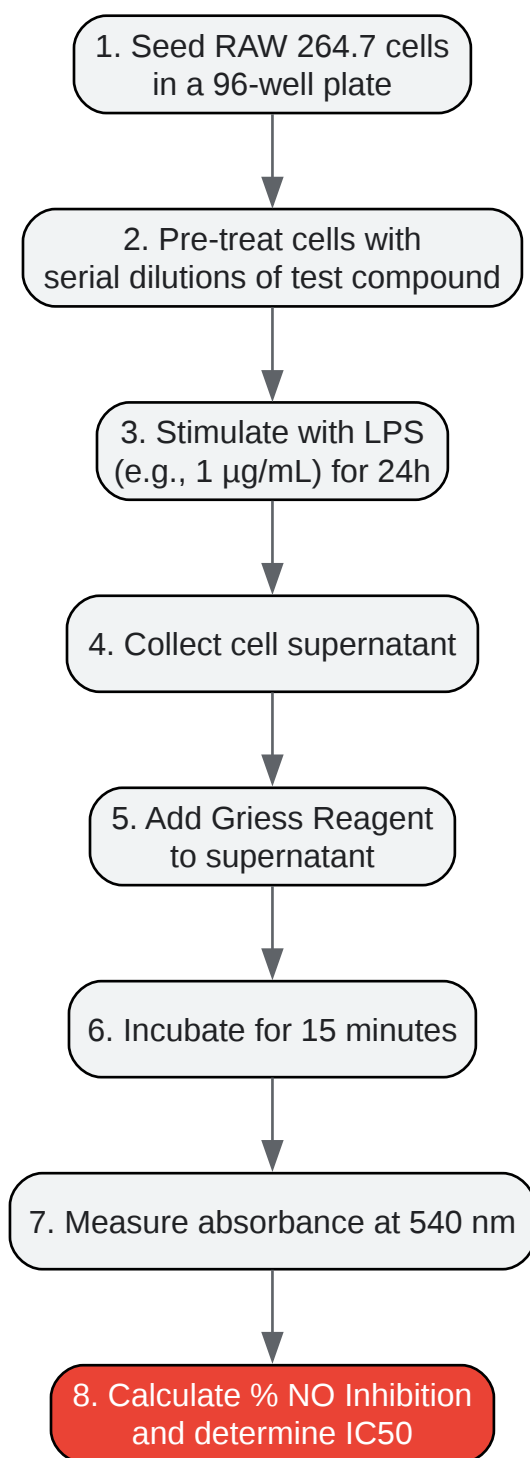 1. Seed RAW 264.7 cells
in a 96-well plate
2. Pre-treat cells with
serial dilutions of test compound
3. Stimulate with LPS
(e.g., 1 µg/mL) for 24h
4. Collect cell supernatant
5. Add Griess Reagent
to supernatant
6. Incubate for 15 minutes
7. Measure absorbance at 540 nm
8. Calculate % NO Inhibition
and determine IC50